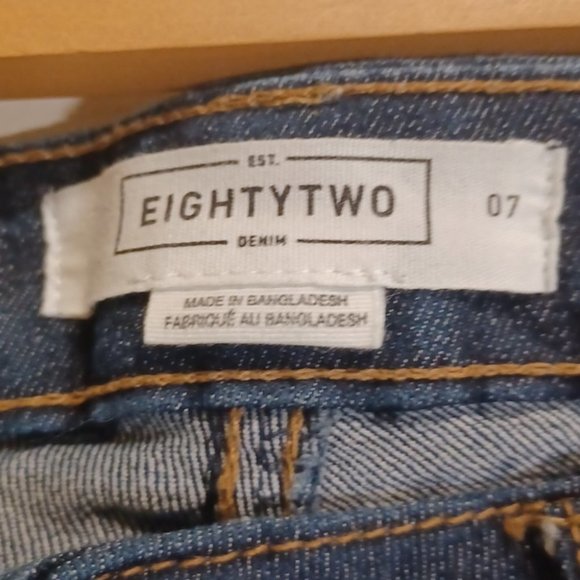 EST.
EIGHTYTWO 07
DENIM
MADE IN BANGLADESH
FABRIQUÉ AU BANGLADESH